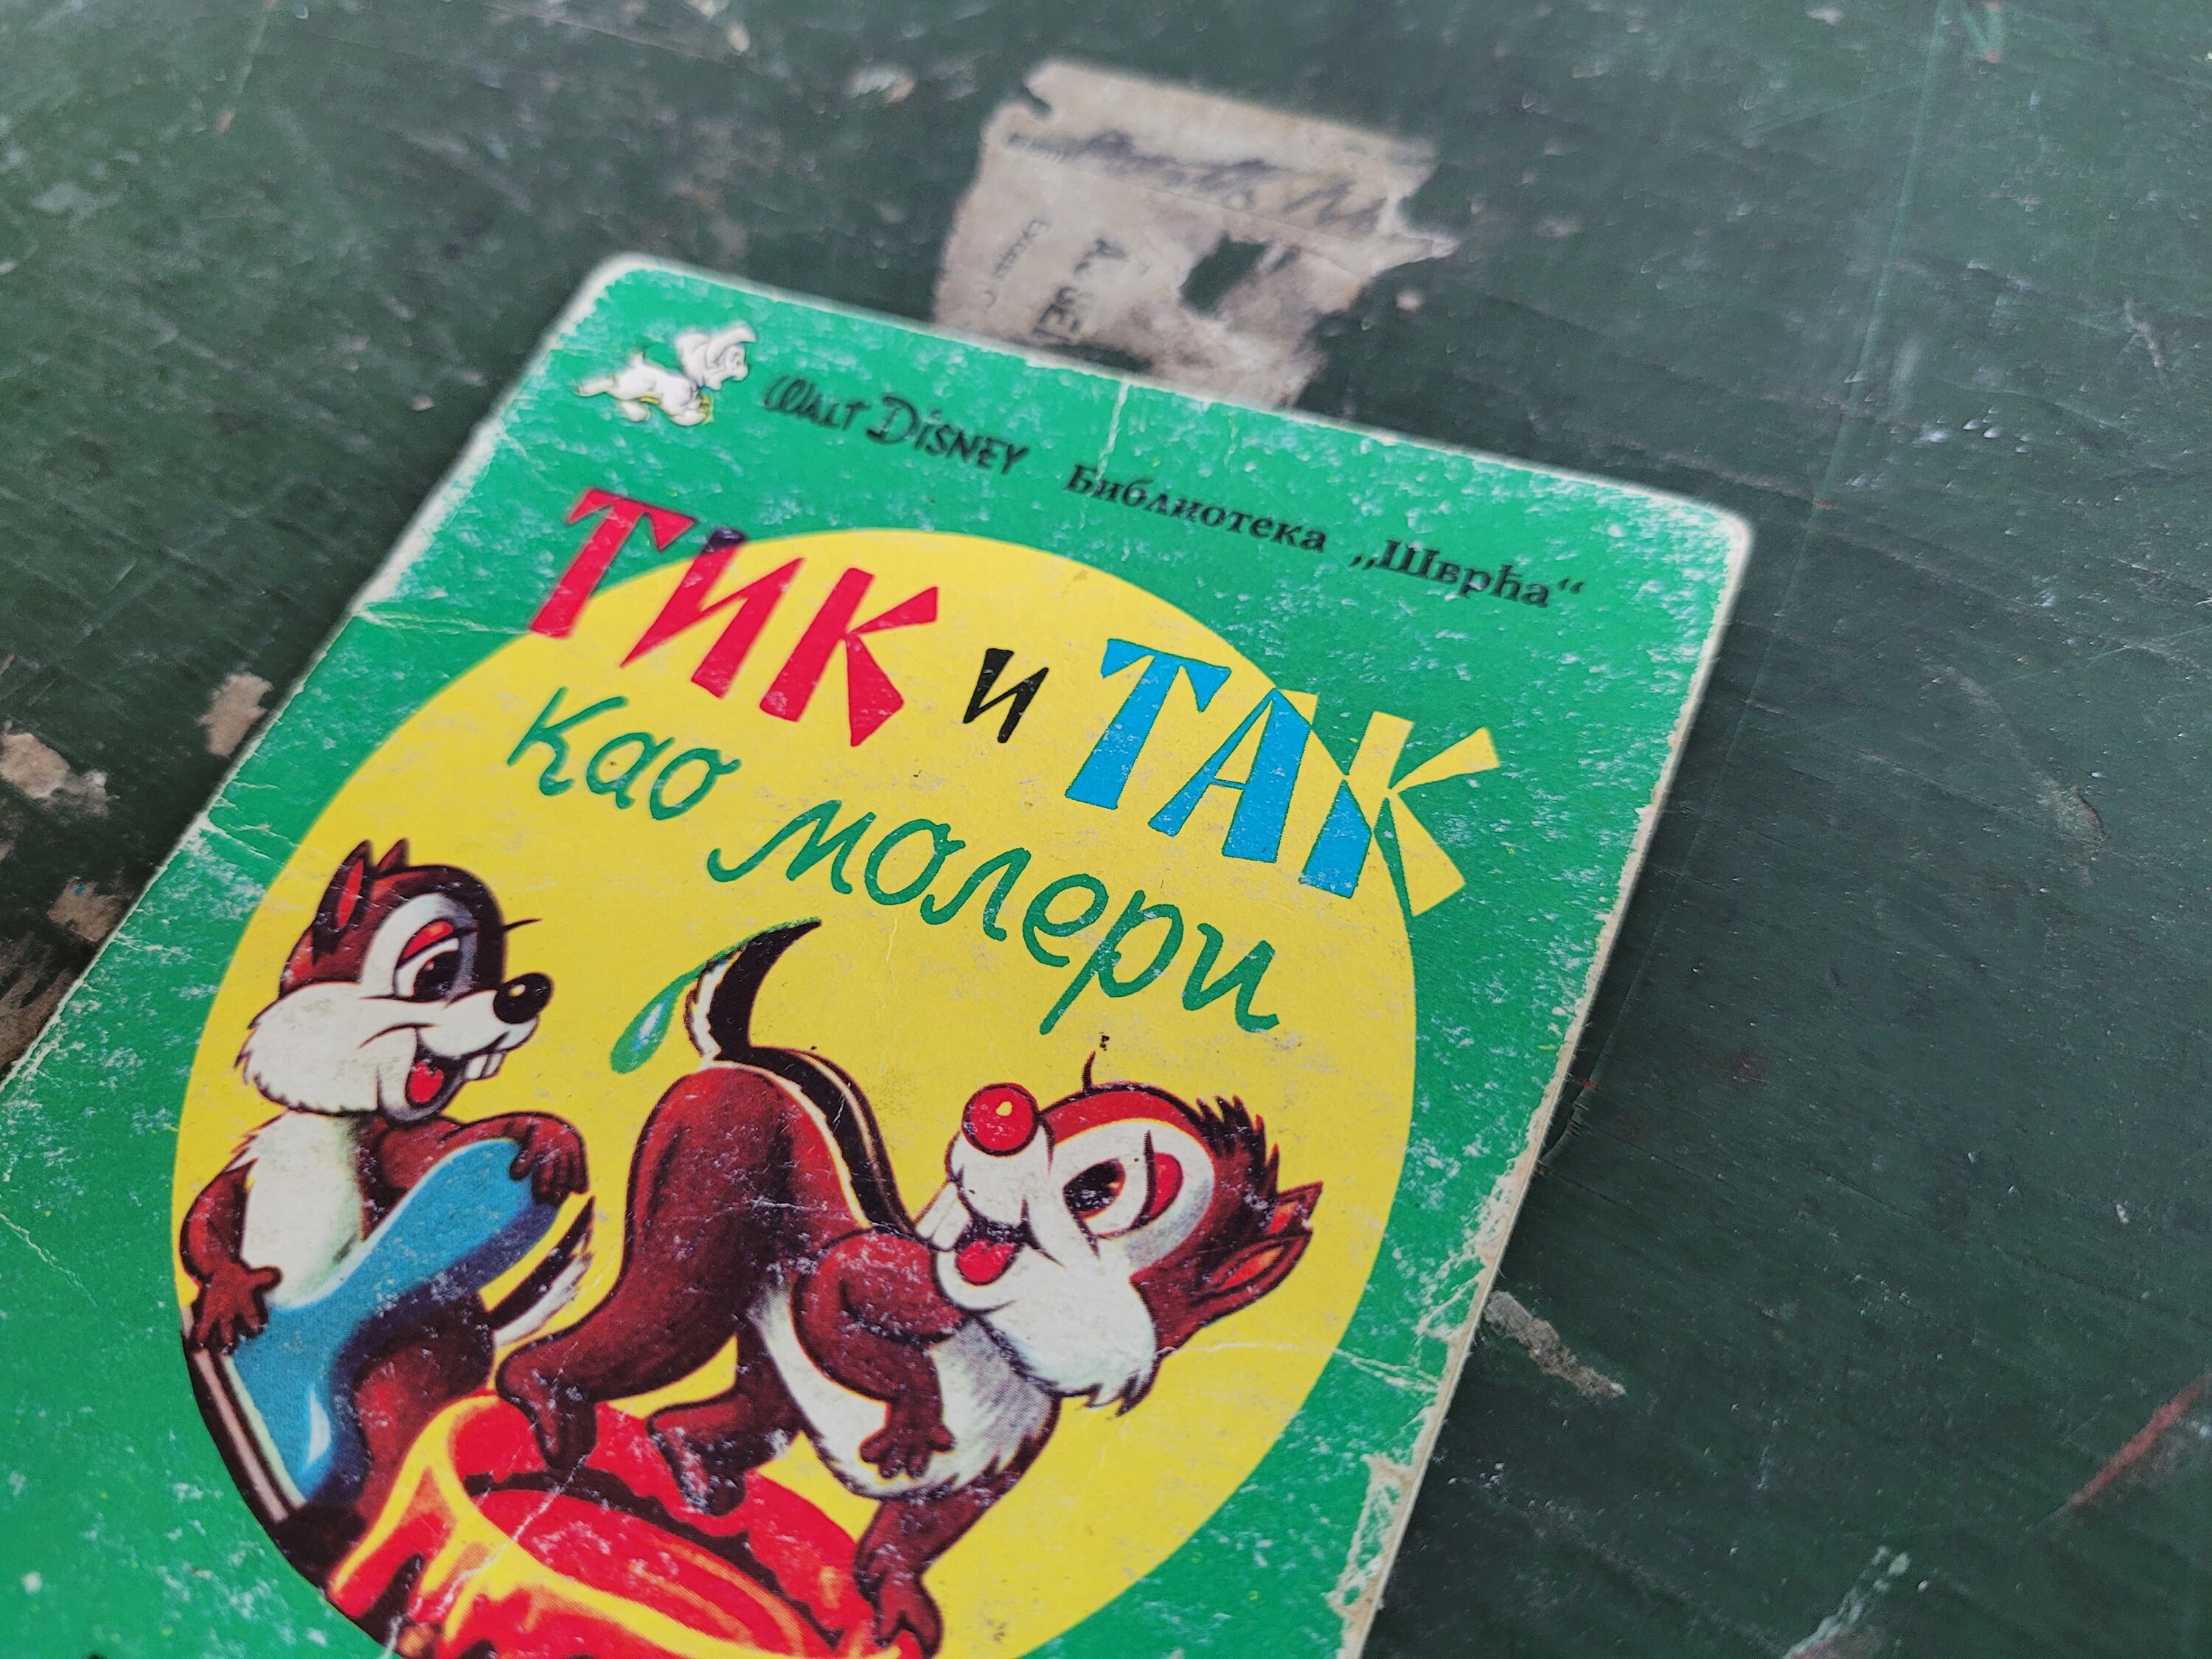 WALT DISNEY Библиотека „Шврћа“
ТИК и ТАК
као молери